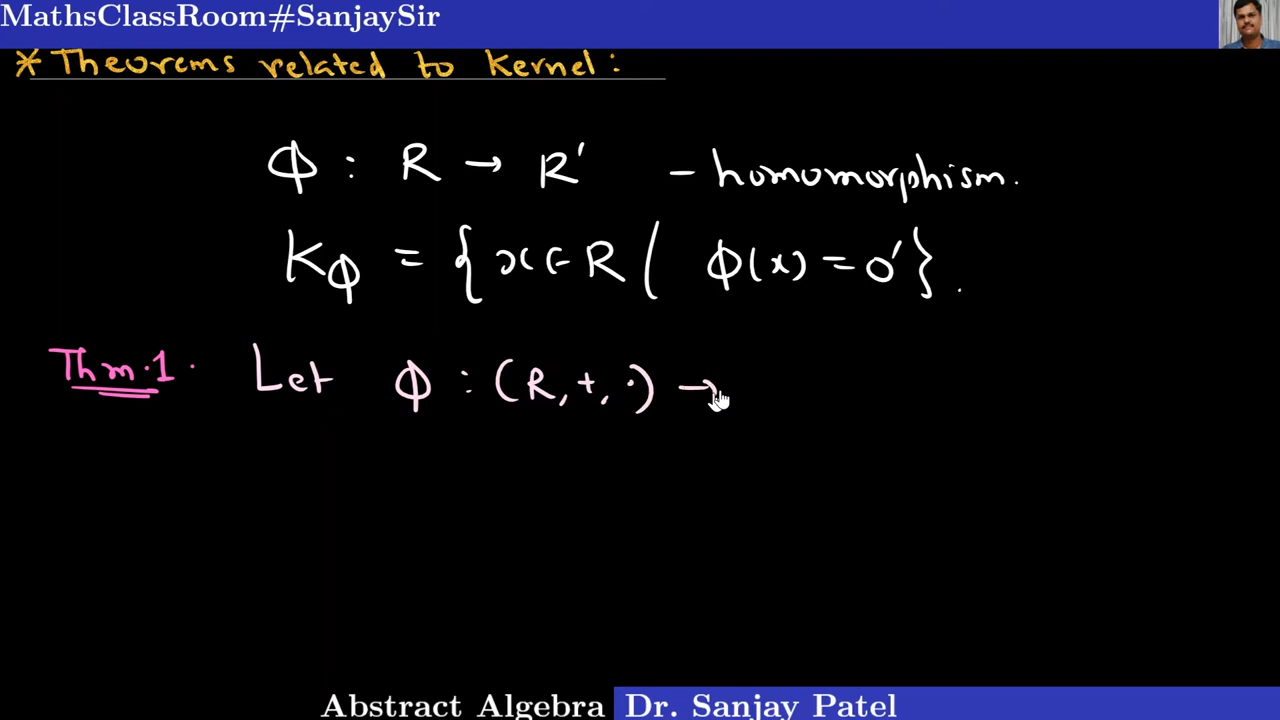 MathsClassRoom#SanjaySir
* Theorems related to Kernel:
Φ : R → R' - homomorphism.
KΦ = {x ∈ R | Φ(x) = 0'}.
Thm.1. Let Φ : (R, +, ·) →
Abstract Algebra Dr. Sanjay Patel